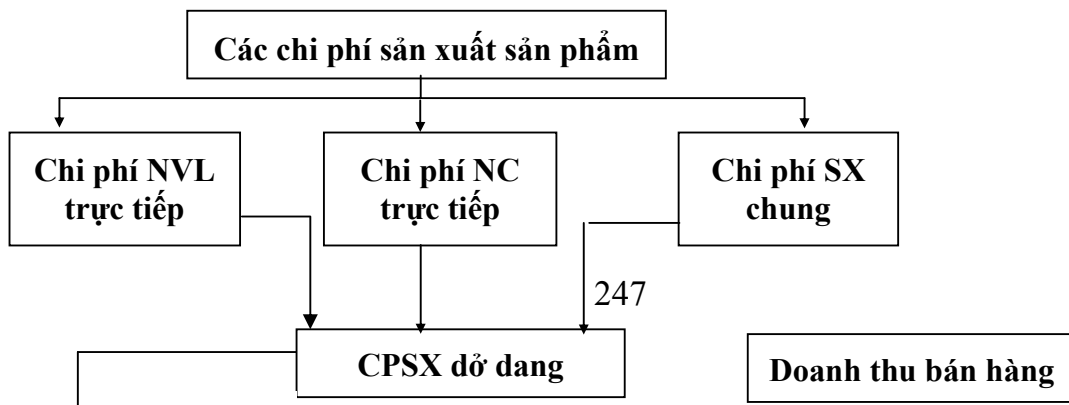 Các chi phí sản xuất sản phẩm
Chi phí NVL
trực tiếp
Chi phí NC
trực tiếp
Chi phí SX
chung
247
CPSX dở dang
Doanh thu bán hàng